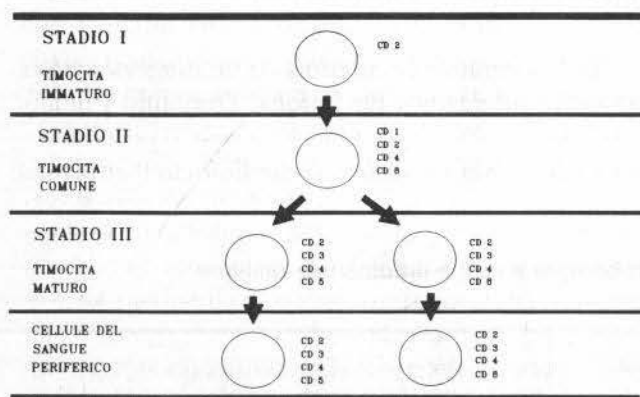 STADIO I
TIMOCITA
IMMATURO
CD 2
STADIO II
TIMOCITA
COMUNE
CD 1
CD 2
CD 4
CD 8
STADIO III
TIMOCITA
MATURO
CD 2
CD 3
CD 4
CD 5
CD 2
CD 3
CD 4
CD 8
CELLULE DEL
SANGUE
PERIFERICO
CD 2
CD 3
CD 4
CD 5
CD 2
CD 3
CD 4
CD 8